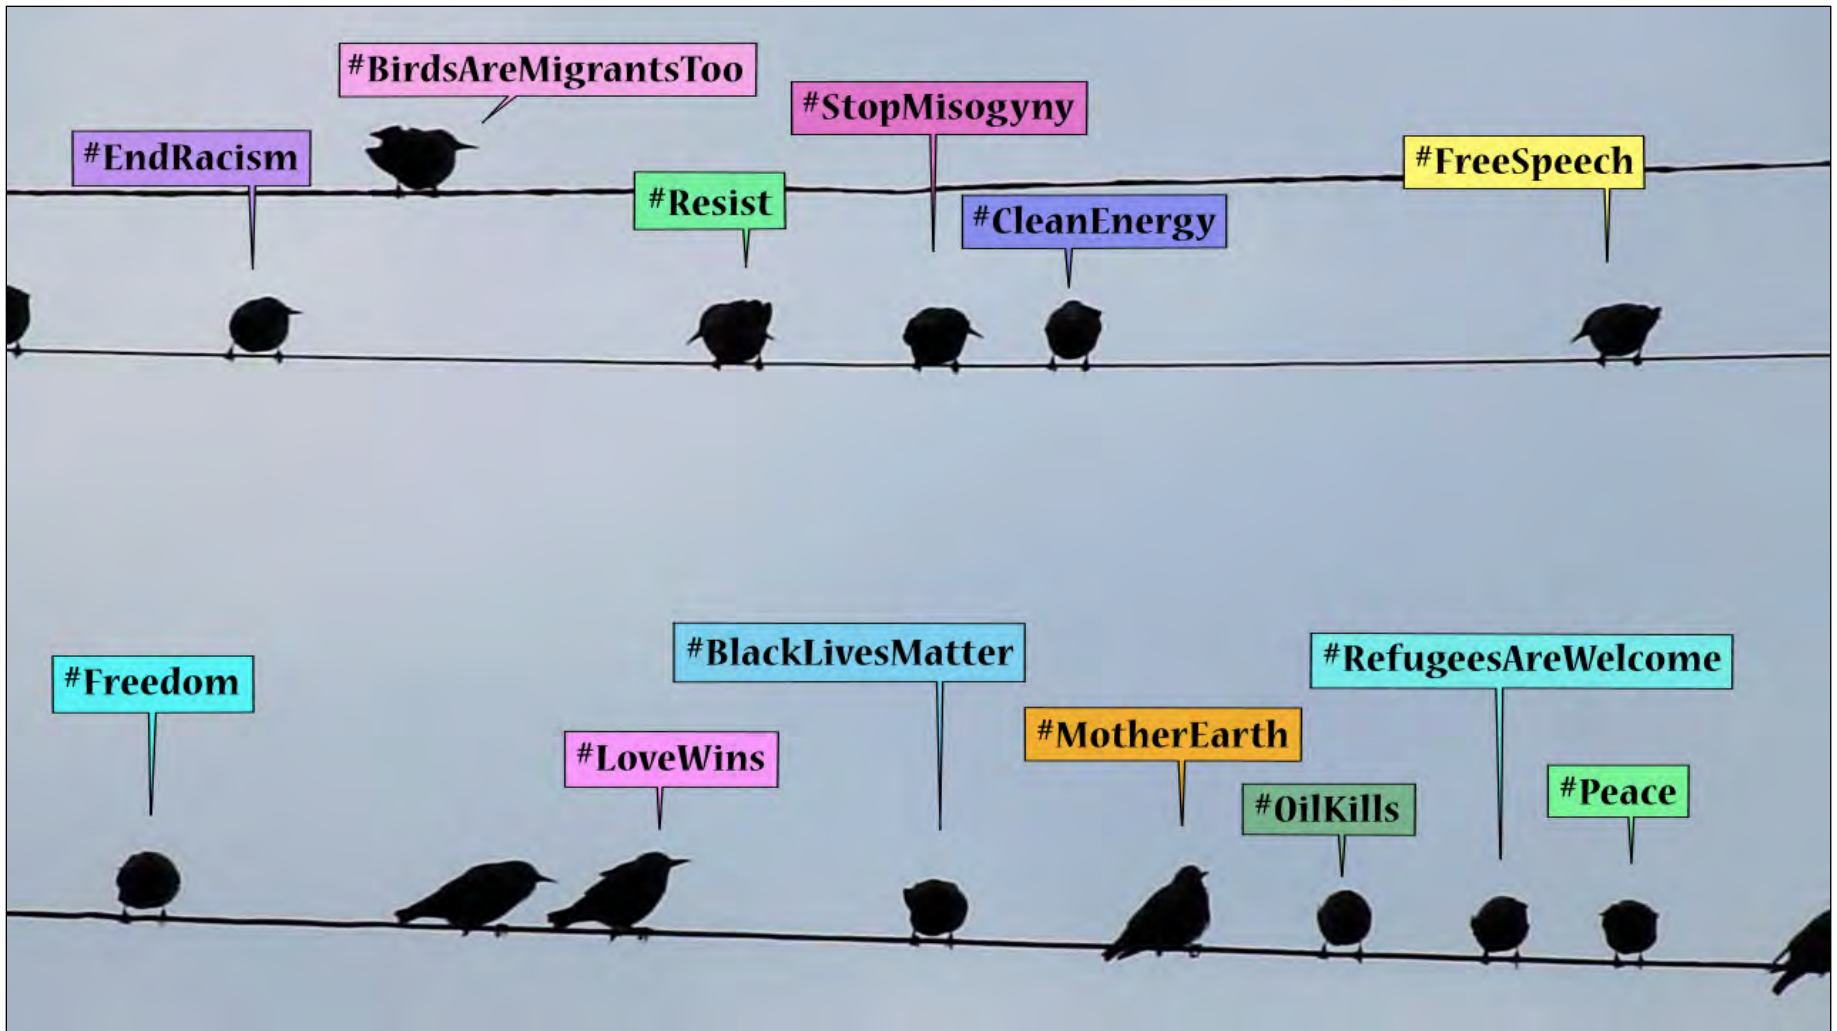 #BirdsAreMigrantsToo
#StopMisogyny
#EndRacism
#FreeSpeech
#Resist
#CleanEnergy
#BlackLivesMatter
#RefugeesAreWelcome
#Freedom
#MotherEarth
#LoveWins
#Peace
#OilKills